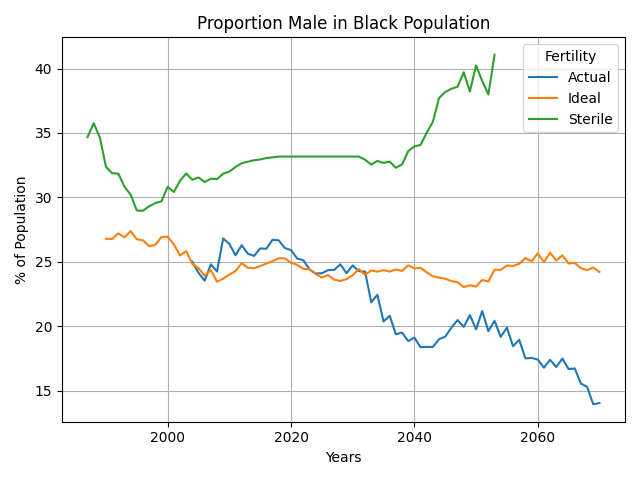 Proportion Male in Black Population
% of Population
40
35
30
25
20
15
Fertility
Actual
Ideal
Sterile
2000 2020 2040 2060
Years